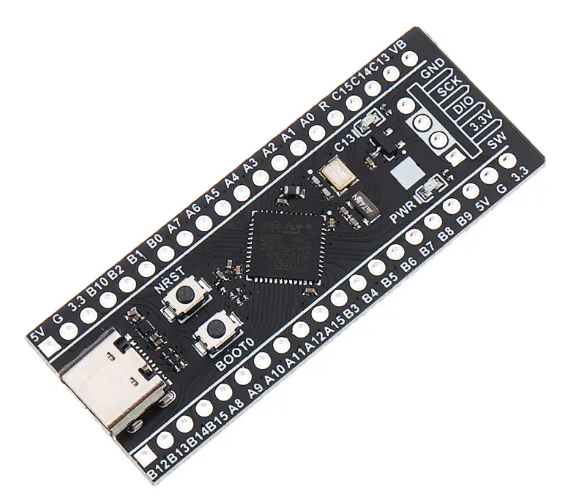 5V G 3.3 B10 B2 B1 B0 A7 A6 A5 A4 A3 A2 A1 A0 R C15 C14 C13 VB
GND
SCK
DIO
3.3V
SW
C13
PWR
NRST
BOOT0
B12 B13 B14 B15 A8 A9 A10 A11 A12 A15 B3 B4 B5 B6 B7 B8 B9 5V G 3.3